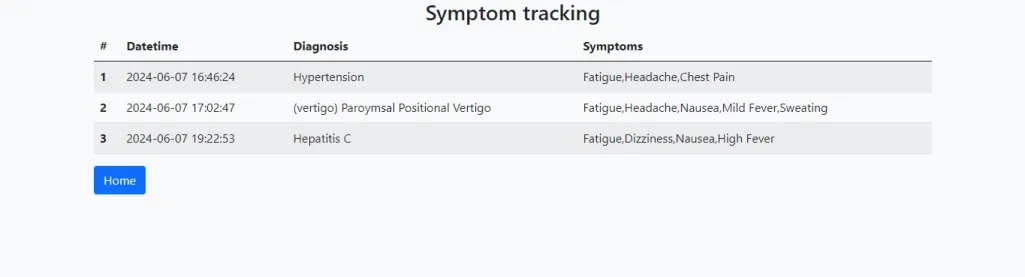 Symptom tracking
# Datetime Diagnosis Symptoms
1 2024-06-07 16:46:24 Hypertension Fatigue,Headache,Chest Pain
2 2024-06-07 17:02:47 (vertigo) Paroymsal Positional Vertigo Fatigue,Headache,Nausea,Mild Fever,Sweating
3 2024-06-07 19:22:53 Hepatitis C Fatigue,Dizziness,Nausea,High Fever
Home